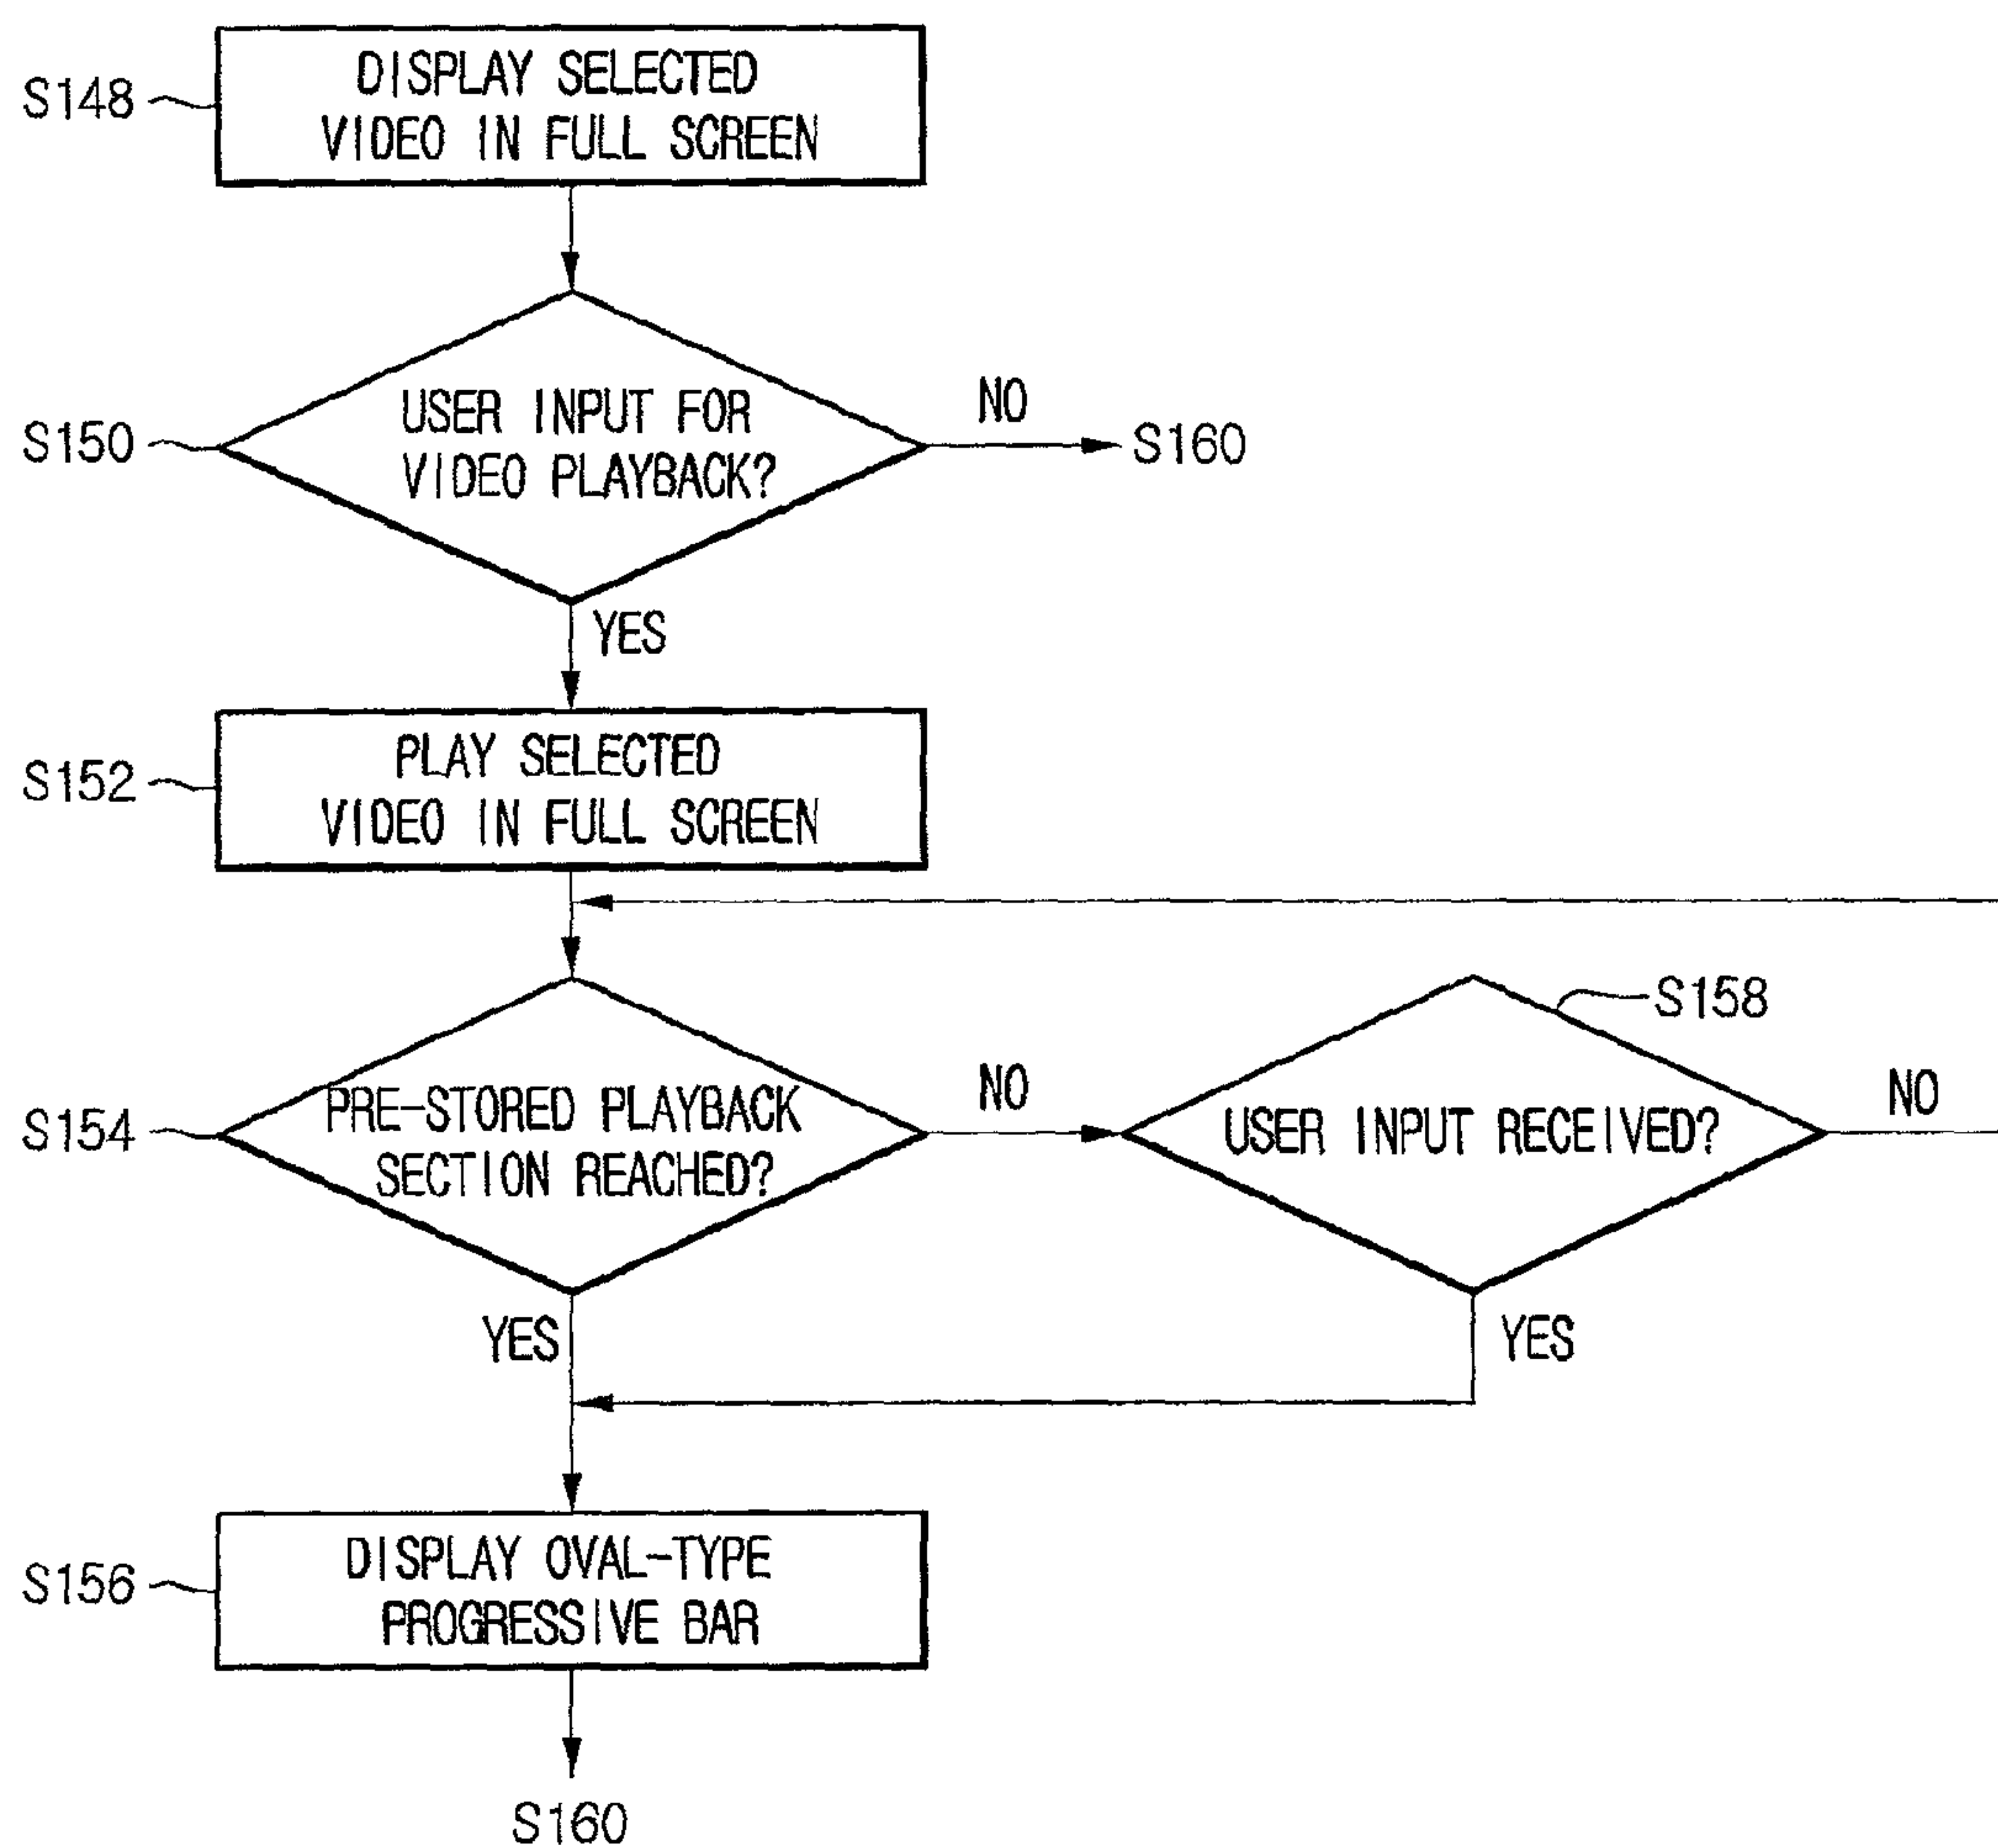 S148
DISPLAY SELECTED
VIDEO IN FULL SCREEN
S150
USER INPUT FOR
VIDEO PLAYBACK?
NO
S160
YES
S152
PLAY SELECTED
VIDEO IN FULL SCREEN
S154
PRE-STORED PLAYBACK
SECTION REACHED?
NO
S158
USER INPUT RECEIVED?
NO
YES
YES
S156
DISPLAY OVAL-TYPE
PROGRESSIVE BAR
S160